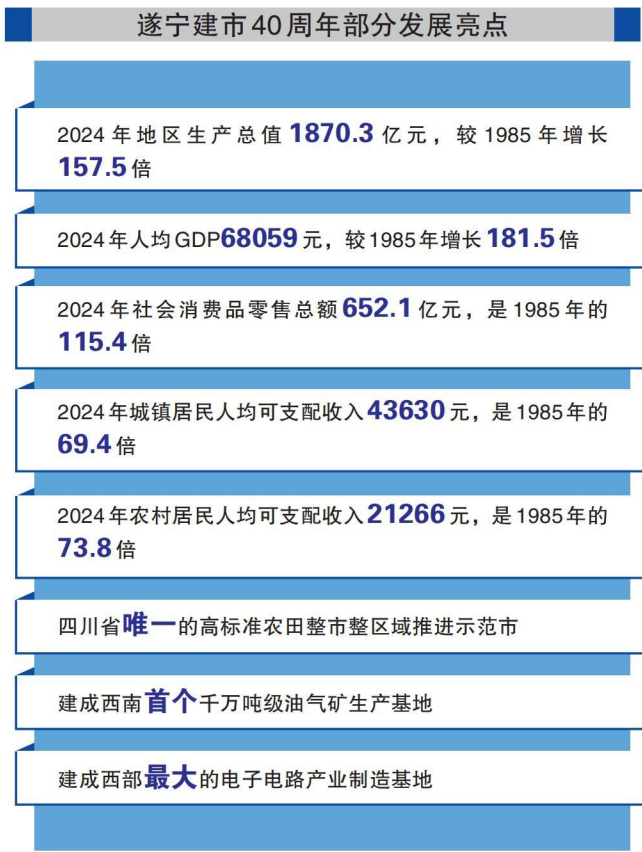 遂宁建市40周年部分发展亮点
2024年地区生产总值1870.3亿元，较1985年增长
157.5倍
2024年人均GDP68059元，较1985年增长181.5倍
2024年社会消费品零售总额652.1亿元，是1985年的
115.4倍
2024年城镇居民人均可支配收入43630元，是1985年的
69.4倍
2024年农村居民人均可支配收入21266元，是1985年的
73.8倍
四川省唯一的高标准农田整市整区域推进示范市
建成西南首个千万吨级油气矿生产基地
建成西部最大的电子电路产业制造基地